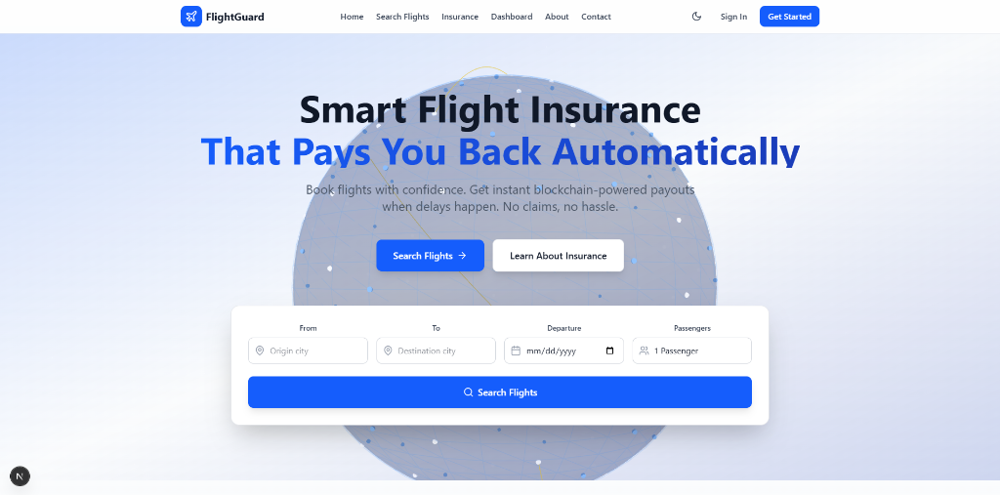 FlightGuard
Home Search Flights Insurance Dashboard About Contact
Sign In
Get Started
Smart Flight Insurance
That Pays You Back Automatically
Book flights with confidence. Get instant blockchain-powered payouts
when delays happen. No claims, no hassle.
Search Flights
Learn About Insurance
From To Departure Passengers
Origin city Destination city mm/dd/yyyy 1 Passenger
Search Flights
N